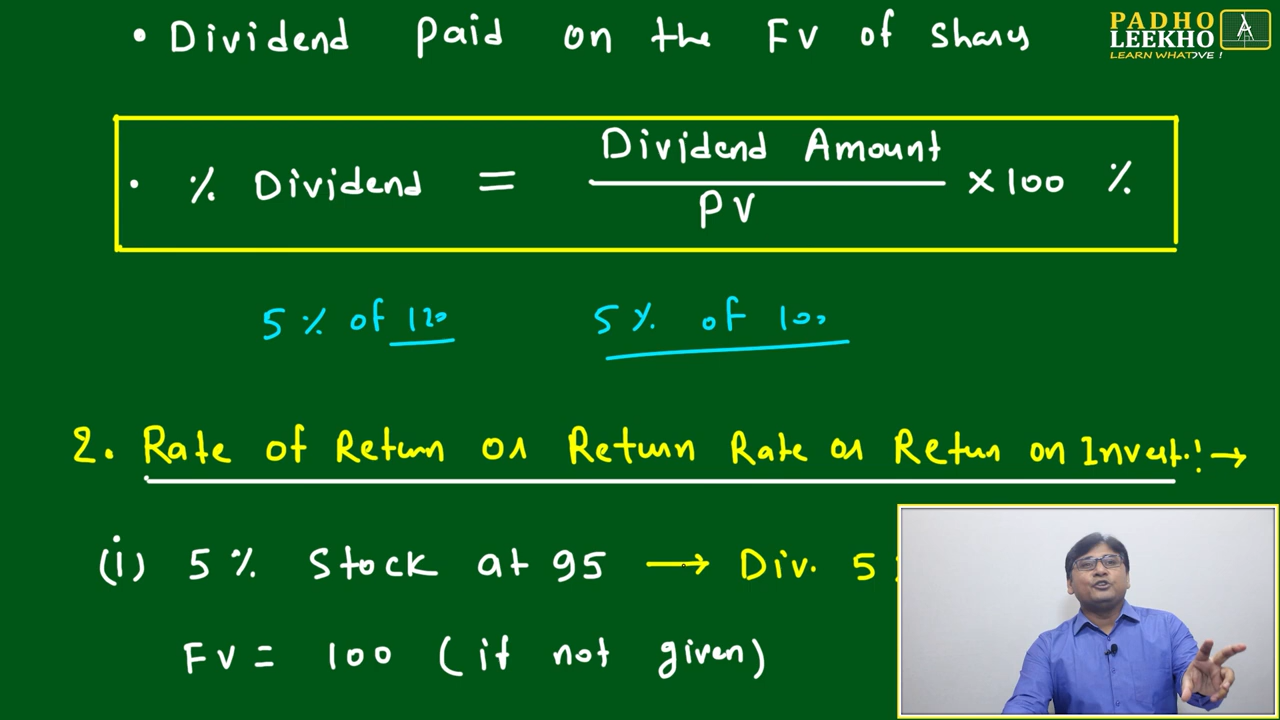 • Dividend Paid on the FV of shares
PADHO
LEEKHO
LEARN WHAT
VE !
• % Dividend = Dividend Amount
PV
× 100 %
5 % of 120
5 % of 100
2. Rate of Return or Return Rate or Retun on Invest. ! →
(i) 5 % Stock at 95 → Div. 5
FV = 100 (if not given)